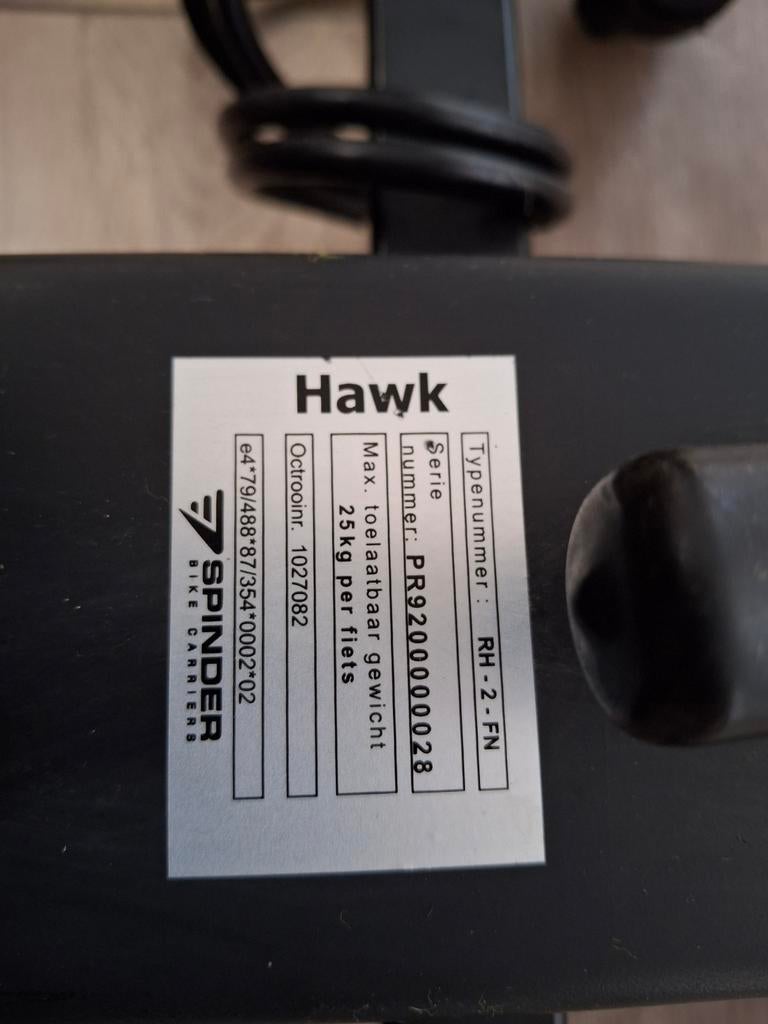 Hawk
Typenummer: RH-2-FN
Serie
nummer: PR9200000028
Max. toelaatbaar gewicht
25kg per fiets
Octrooinr. 1027082
e4*79/488*87/354*0002*02
SPINDER
BIKE CARRIERS